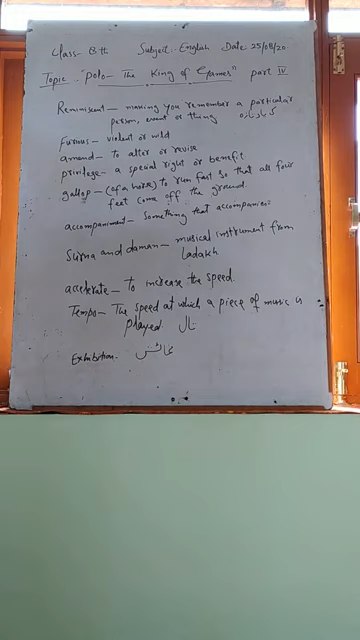 Class- 8th Subject:- English Date 25/08/20
Topic "Polo- The King of Games" part IV
Reminiscent - making you remember a particular
person, event or thing
Furious - violent or wild
amend - To alter or revise
privilege - a special right or benefit
gallop - (of a horse) to run fast so that all four
feet come off the ground.
accompaniment - Something that accompanies
Surna and daman - musical instrument from
Ladakh
accelerate - To increase the speed.
Tempo - The speed at which a piece of music is
played تال
Exhibition. نمائش